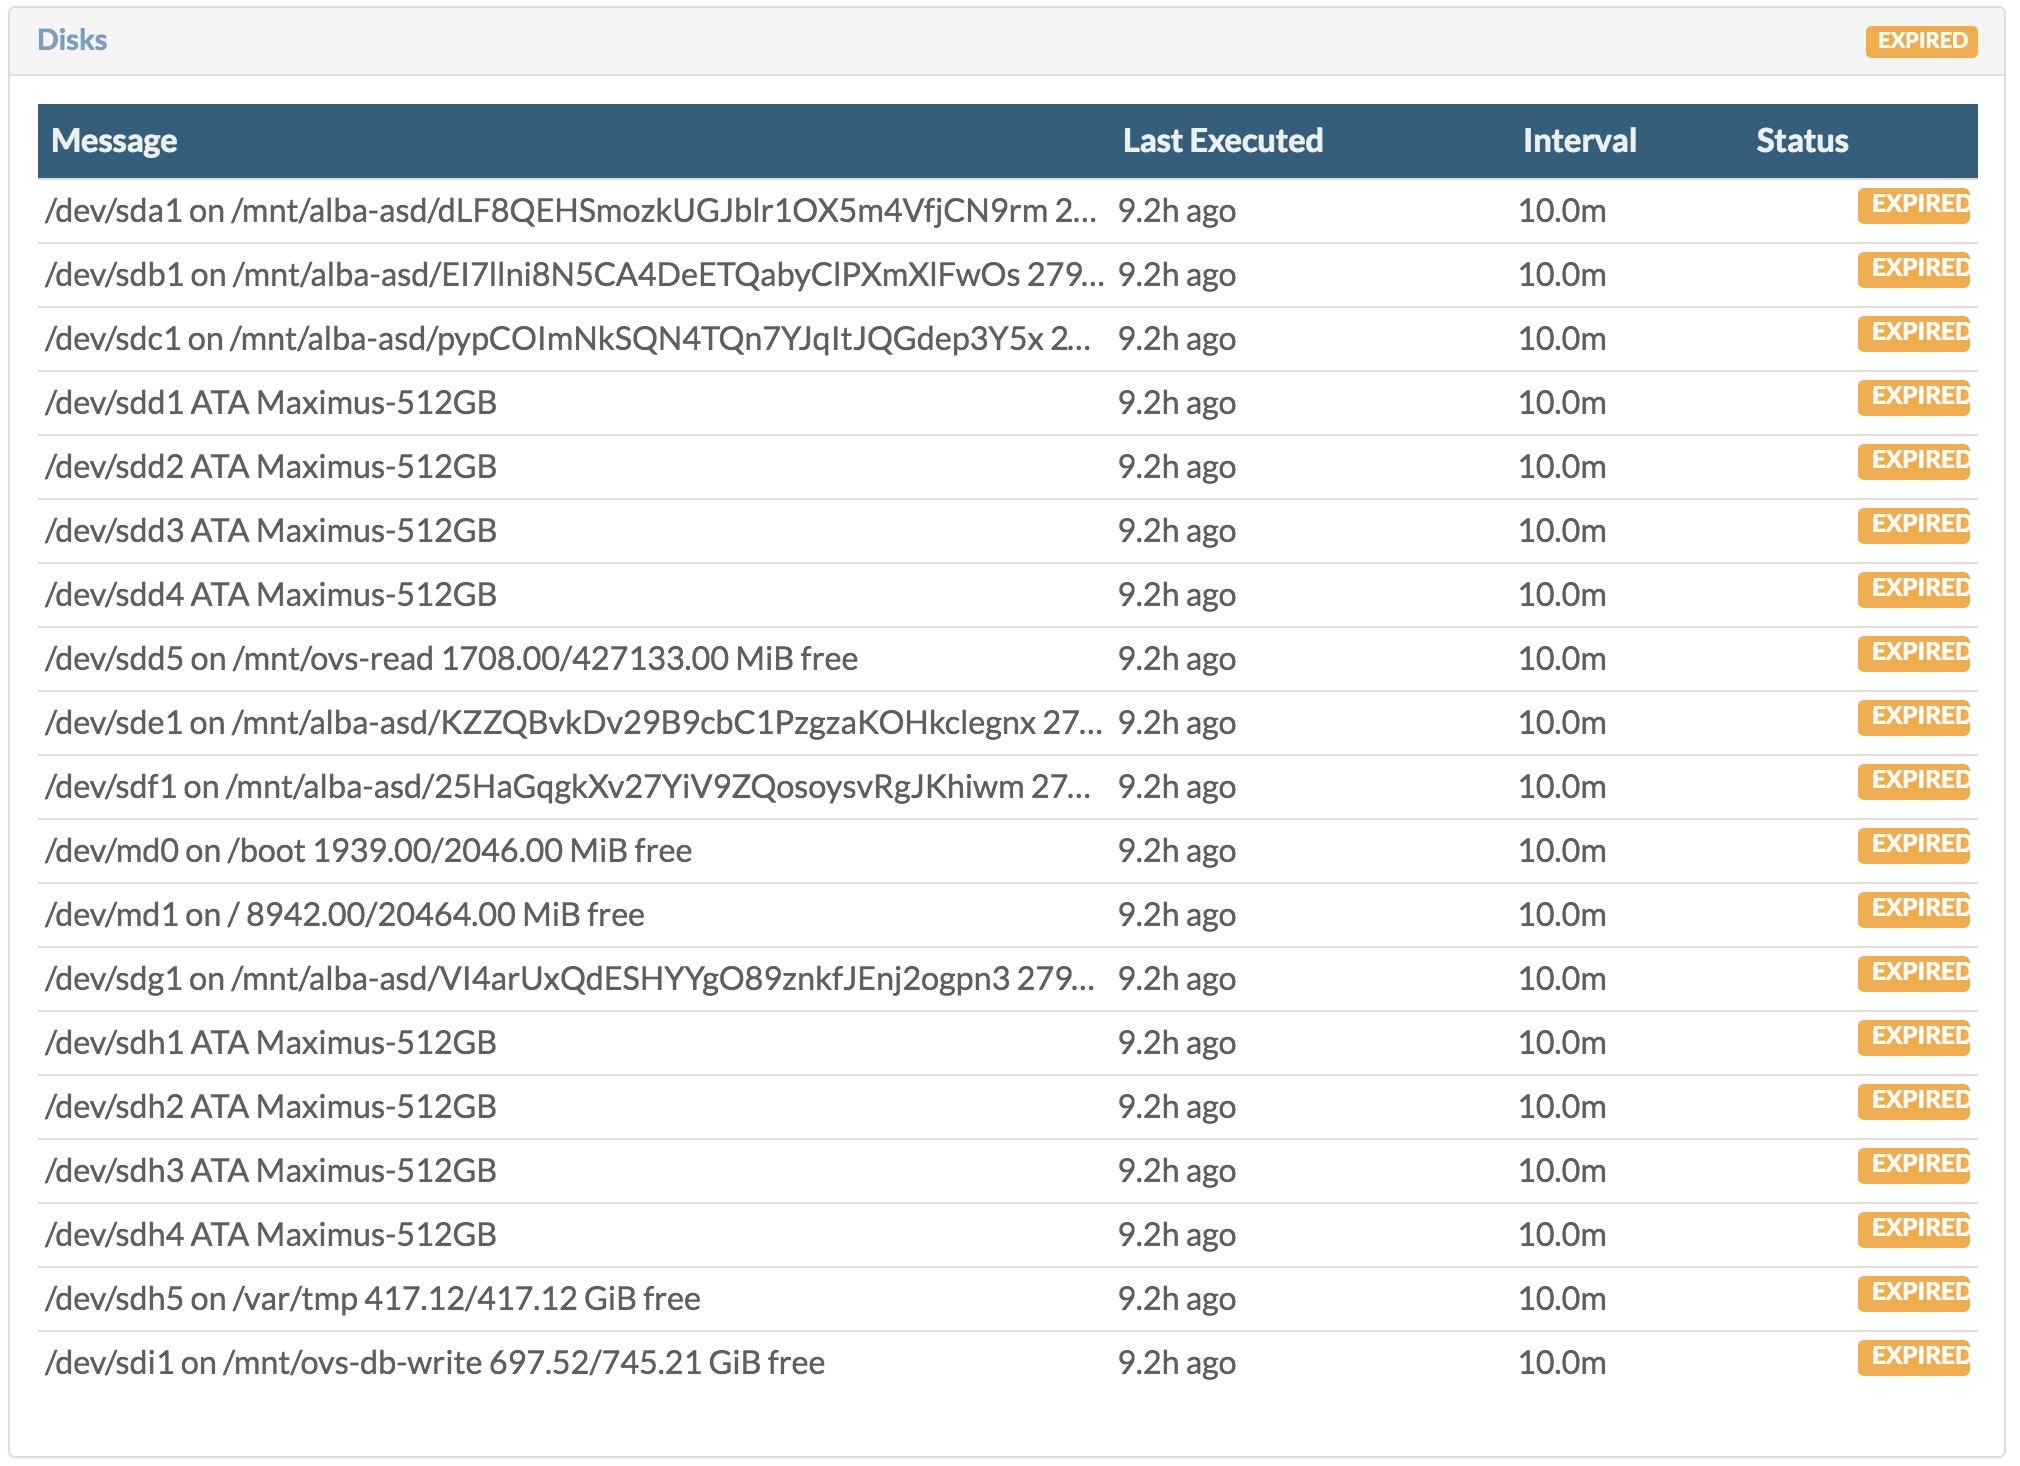 Disks EXPIRED
Message Last Executed Interval Status
/dev/sda1 on /mnt/alba-asd/dLF8QEHSmozkUGJblr1OX5m4VfjCN9rm 2... 9.2h ago 10.0m EXPIRED
/dev/sdb1 on /mnt/alba-asd/EI7llni8N5CA4DeETQabyClPXmXlFwOs 279... 9.2h ago 10.0m EXPIRED
/dev/sdc1 on /mnt/alba-asd/pypCOImNkSQN4TQn7YJqItJQGdep3Y5x 2... 9.2h ago 10.0m EXPIRED
/dev/sdd1 ATA Maximus-512GB 9.2h ago 10.0m EXPIRED
/dev/sdd2 ATA Maximus-512GB 9.2h ago 10.0m EXPIRED
/dev/sdd3 ATA Maximus-512GB 9.2h ago 10.0m EXPIRED
/dev/sdd4 ATA Maximus-512GB 9.2h ago 10.0m EXPIRED
/dev/sdd5 on /mnt/ovs-read 1708.00/427133.00 MiB free 9.2h ago 10.0m EXPIRED
/dev/sde1 on /mnt/alba-asd/KZZQBvkDv29B9cbC1PzgzaKOHkclegnx 27... 9.2h ago 10.0m EXPIRED
/dev/sdf1 on /mnt/alba-asd/25HaGqgkXv27YiV9ZQosoysvRgJKhiwm 27... 9.2h ago 10.0m EXPIRED
/dev/md0 on /boot 1939.00/2046.00 MiB free 9.2h ago 10.0m EXPIRED
/dev/md1 on / 8942.00/20464.00 MiB free 9.2h ago 10.0m EXPIRED
/dev/sdg1 on /mnt/alba-asd/VI4arUxQdESHYYgO89znkfJEnj2ogpn3 279... 9.2h ago 10.0m EXPIRED
/dev/sdh1 ATA Maximus-512GB 9.2h ago 10.0m EXPIRED
/dev/sdh2 ATA Maximus-512GB 9.2h ago 10.0m EXPIRED
/dev/sdh3 ATA Maximus-512GB 9.2h ago 10.0m EXPIRED
/dev/sdh4 ATA Maximus-512GB 9.2h ago 10.0m EXPIRED
/dev/sdh5 on /var/tmp 417.12/417.12 GiB free 9.2h ago 10.0m EXPIRED
/dev/sdi1 on /mnt/ovs-db-write 697.52/745.21 GiB free 9.2h ago 10.0m EXPIRED